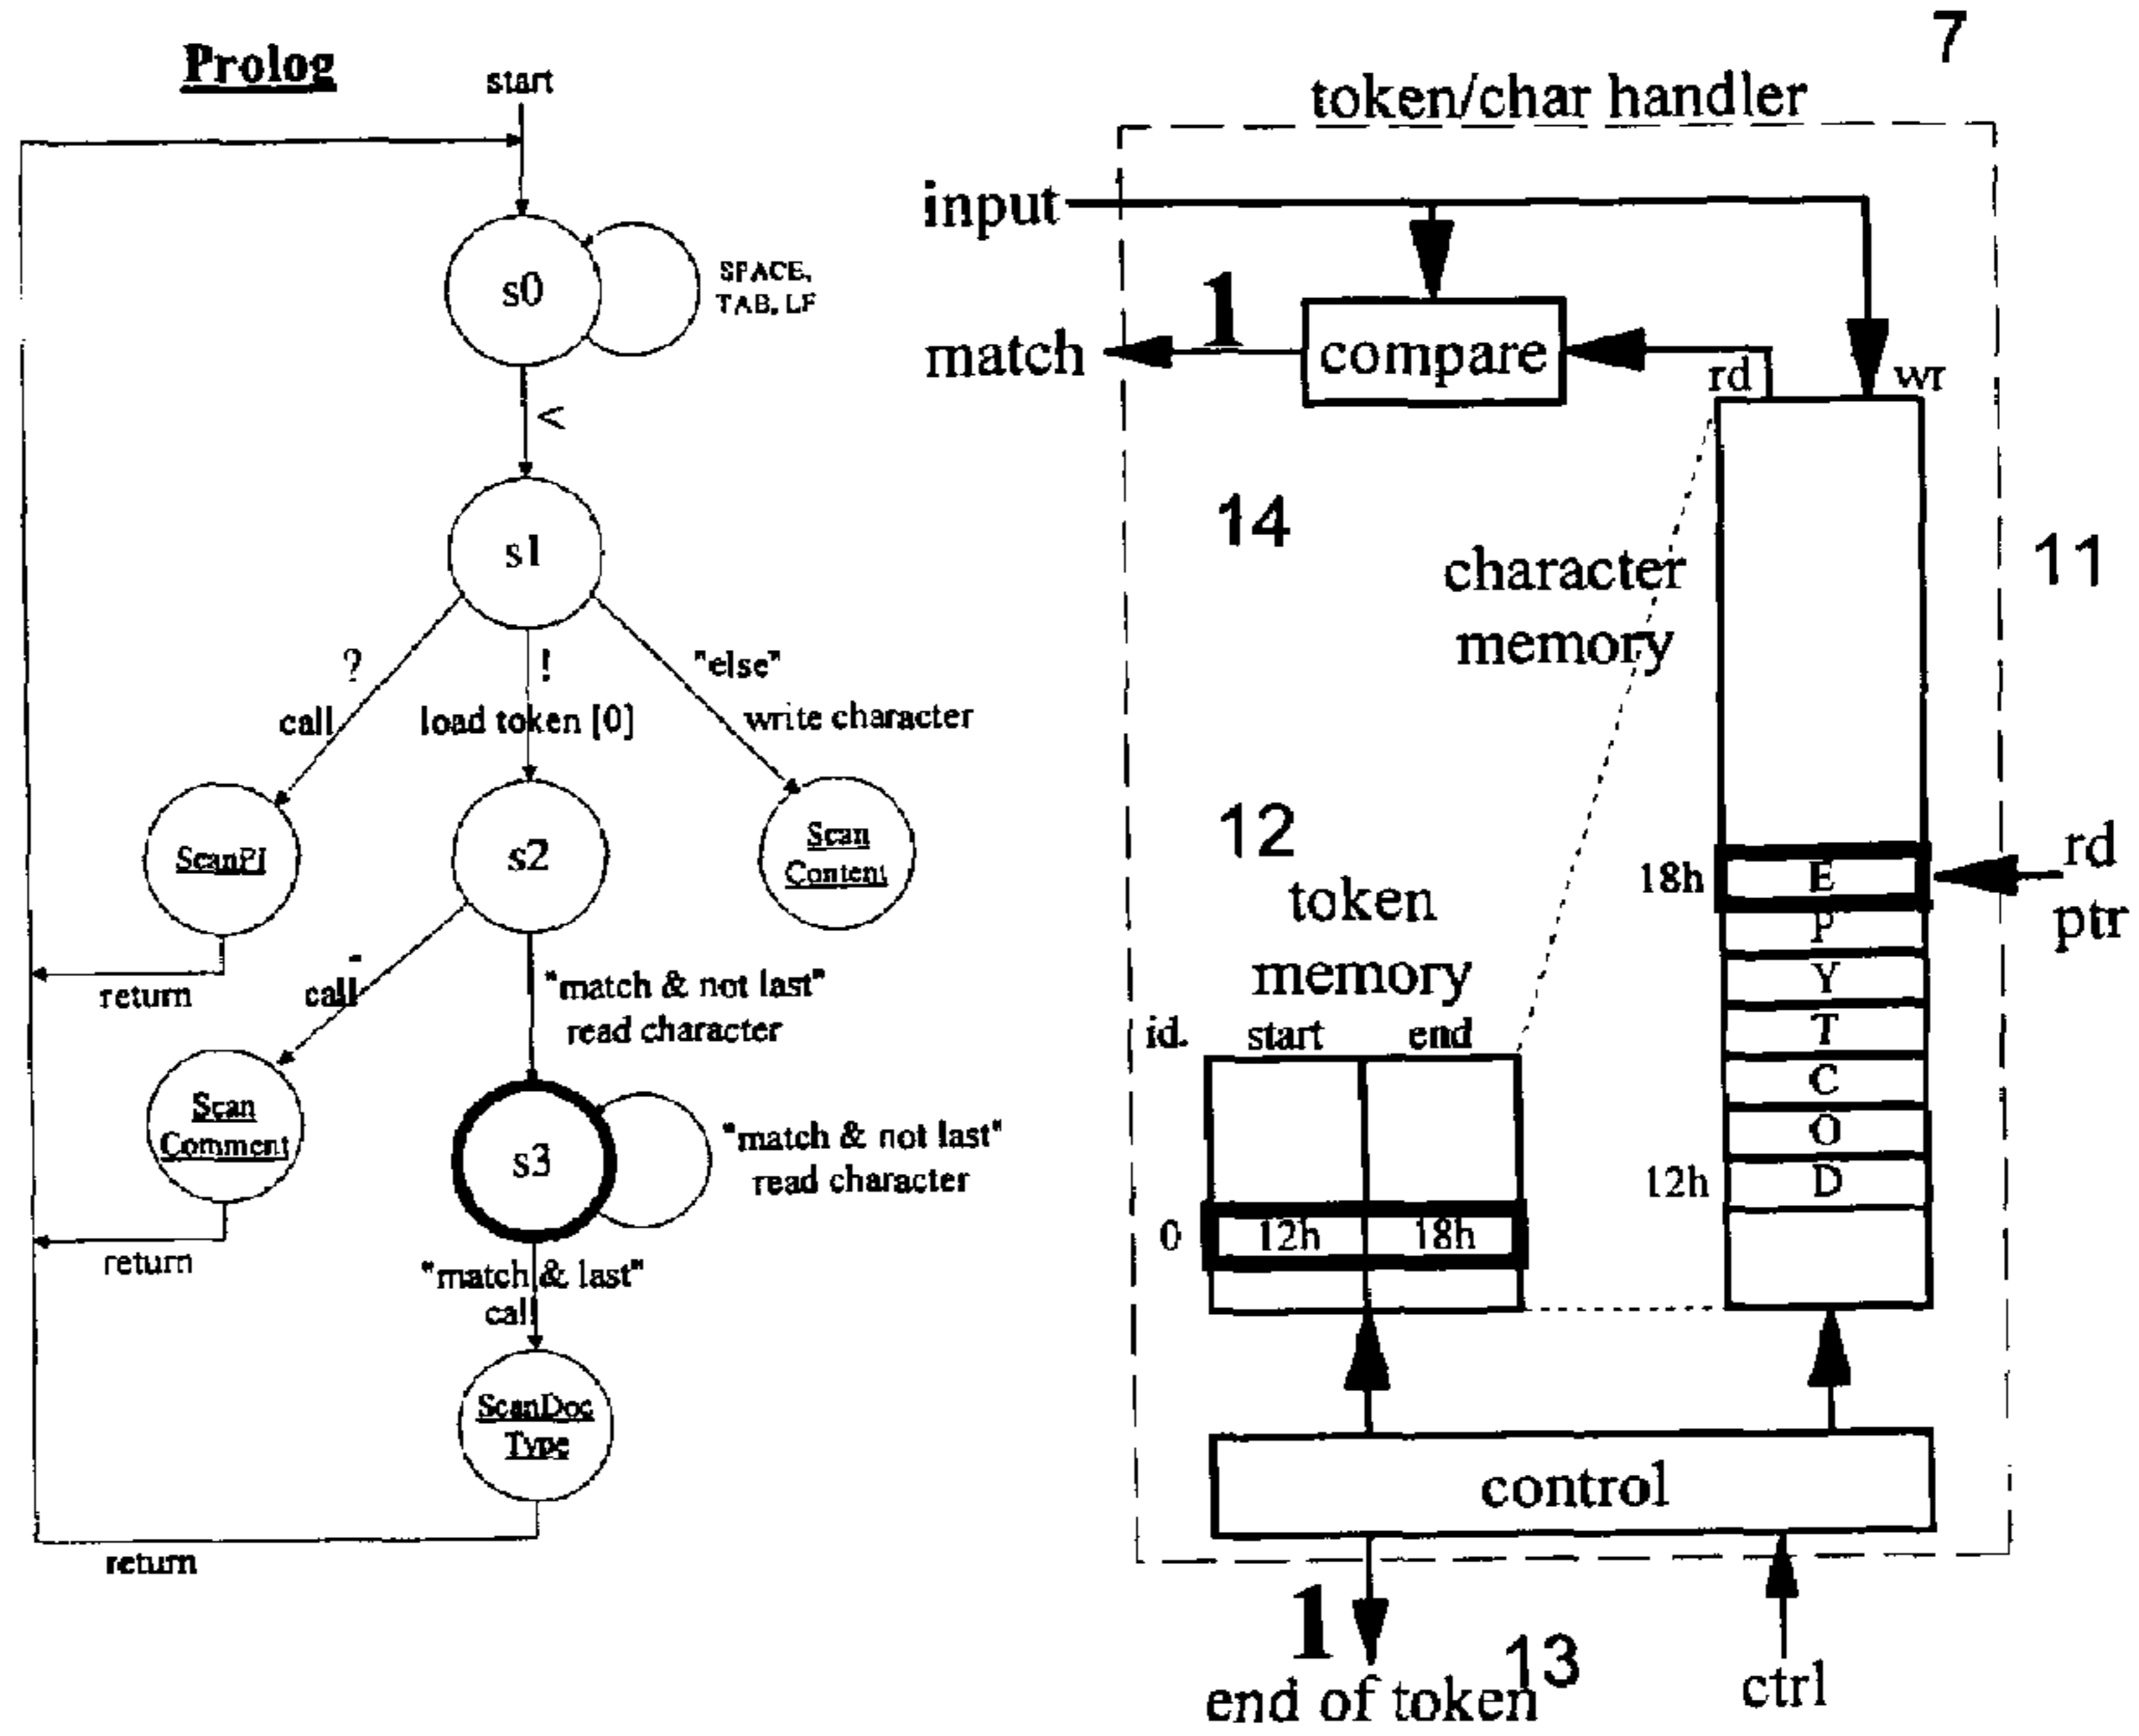 Prolog
start
s0
SPACE,
TAB, LF
<
s1
?
call
!
load token [0]
"else"
write character
ScanPI
s2
Scan
Content
return
-
call
"match & not last"
read character
Scan
Comment
s3
"match & not last"
read character
return
"match & last"
call
ScanDoc
Type
return
7
token/char handler
input
1
match
compare
rd
wr
14
character
memory
11
12
token
memory
id.
start
end
18h
E
rd
ptr
P
Y
T
C
O
12h
D
0
12h
18h
control
1
13
end of token
ctrl